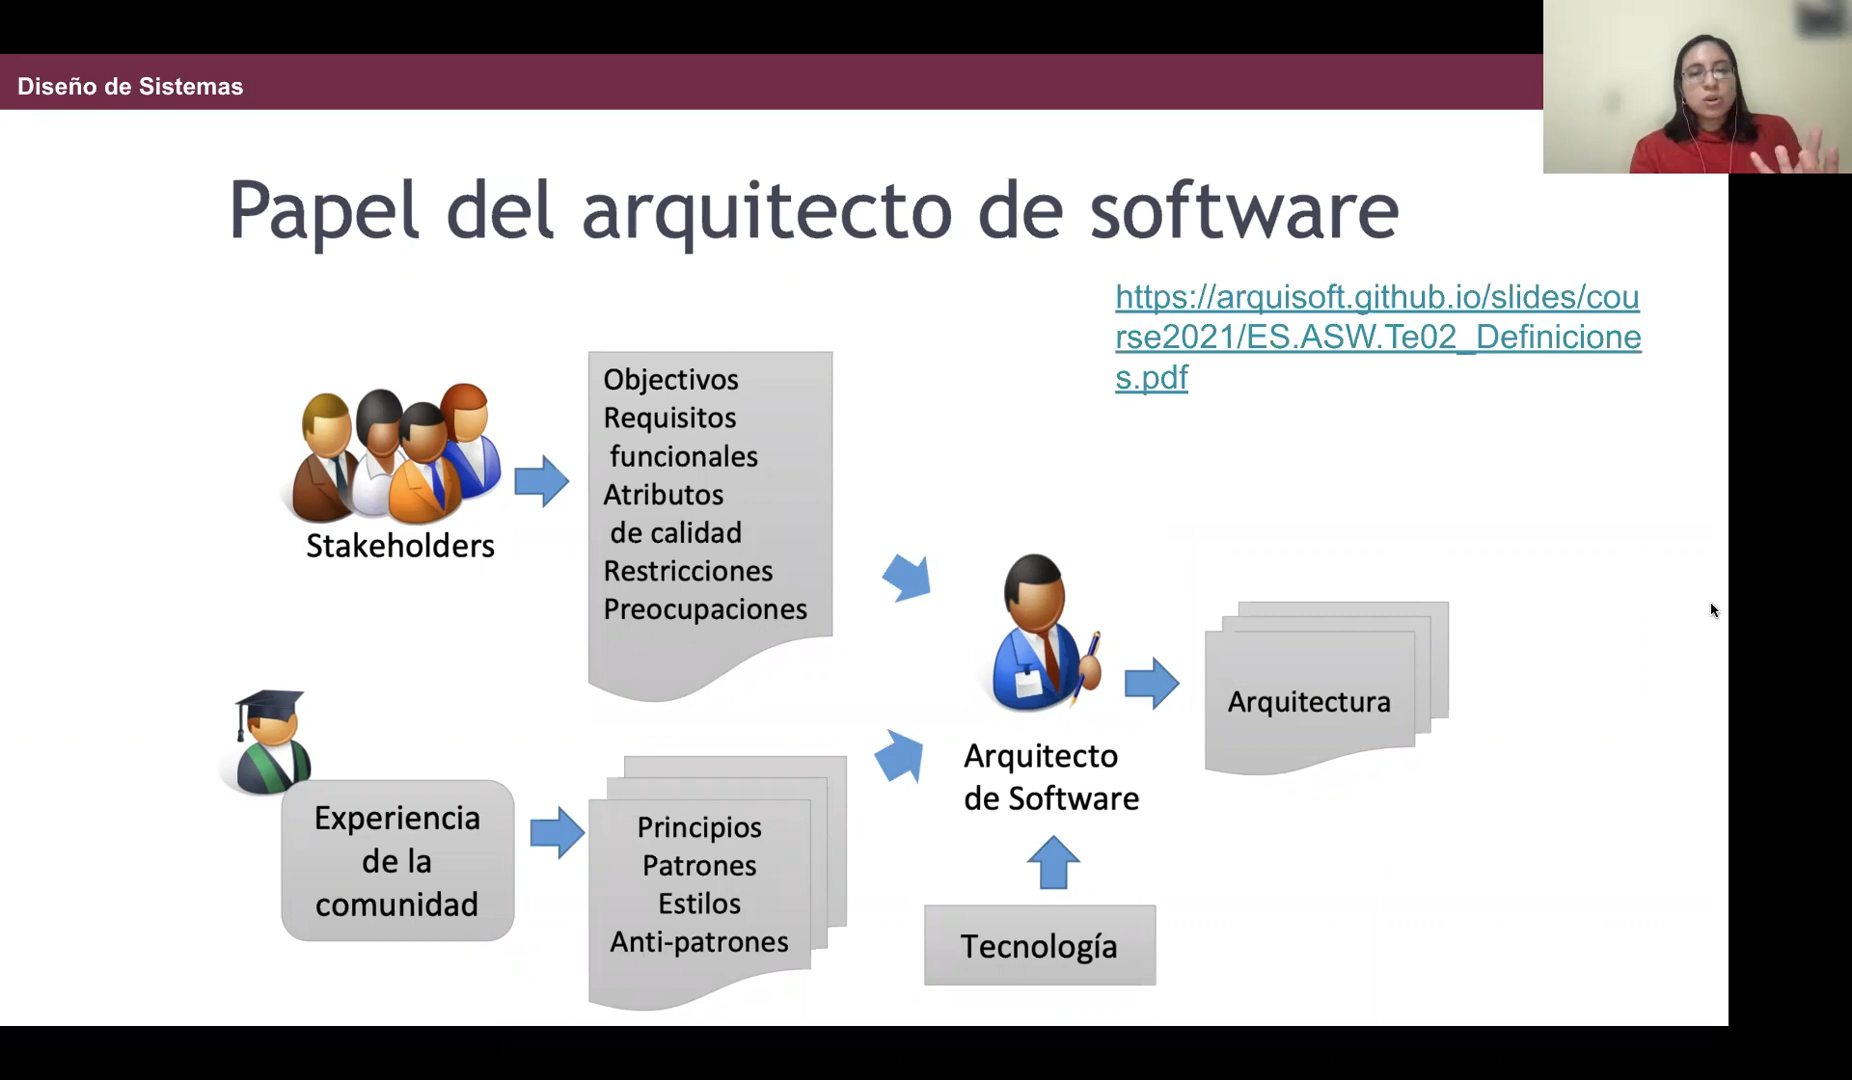 Diseño de Sistemas
Papel del arquitecto de software
https://arquisoft.github.io/slides/cou
rse2021/ES.ASW.Te02_Definicione
s.pdf
Objectivos
Requisitos
funcionales
Atributos
de calidad
Restricciones
Preocupaciones
Stakeholders
Experiencia
de la
comunidad
Principios
Patrones
Estilos
Anti-patrones
Arquitecto
de Software
Tecnología
Arquitectura